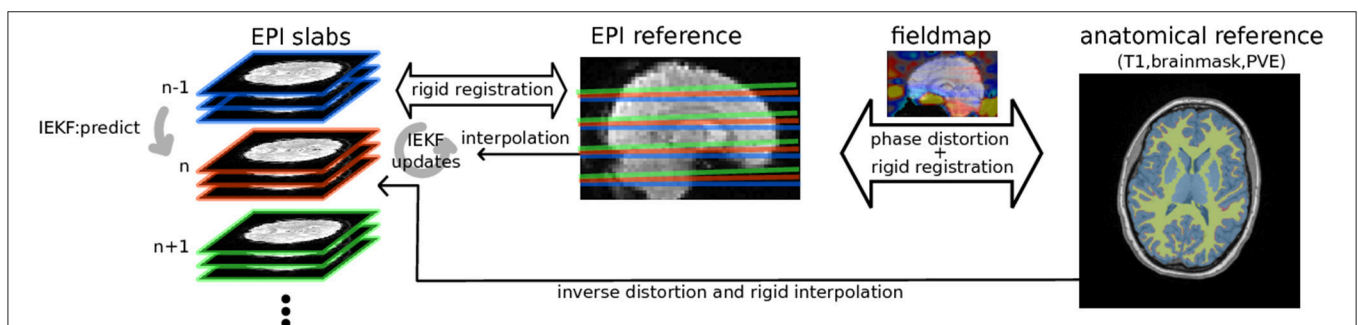 EPI slabs
EPI reference
fieldmap
anatomical reference
(T1,brainmask,PVE)
n-1
rigid registration
IEKF:predict
IEKF
updates
interpolation
phase distortion
+
rigid registration
n
n+1
inverse distortion and rigid interpolation